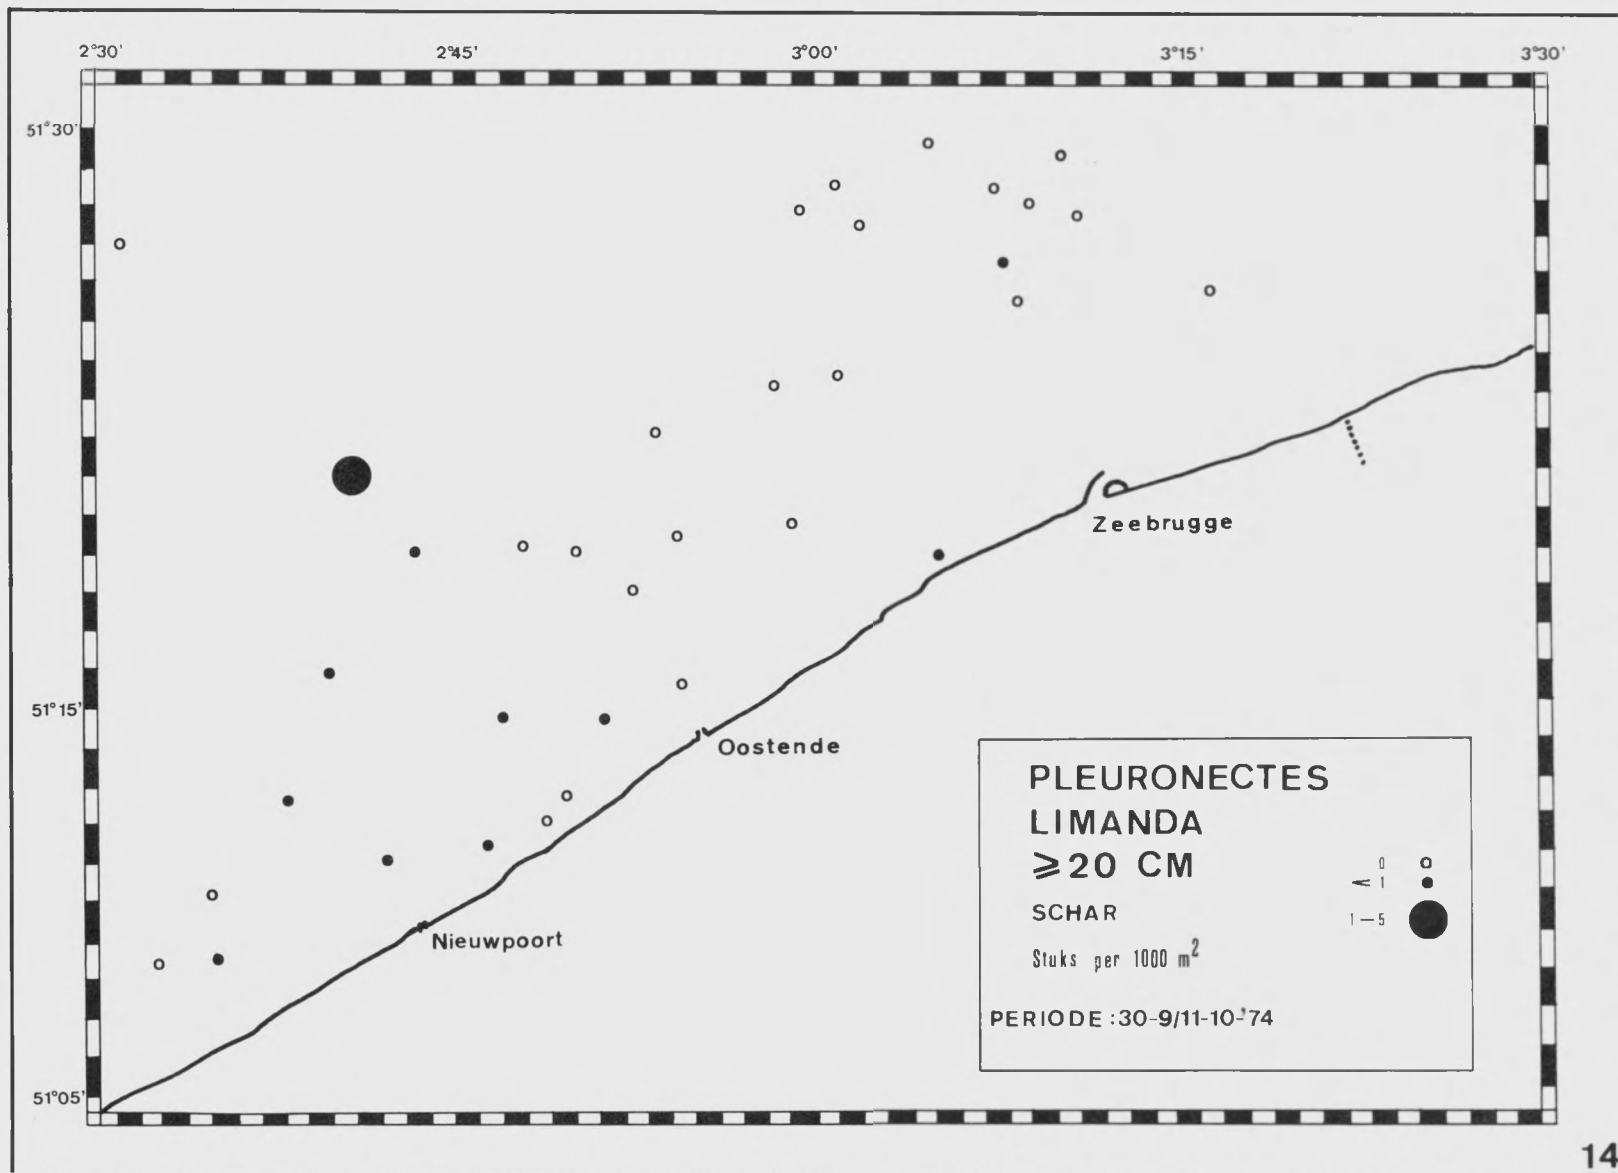 2°30' 2°45' 3°00' 3°15' 3°30'
51°30'
51°15'
51°05'
Zeebrugge
Oostende
Nieuwpoort
PLEURONECTES
LIMANDA
≥20 CM
SCHAR
Stuks per 1000 m²
0
< 1
1—5
PERIODE :30-9/11-10-'74
14